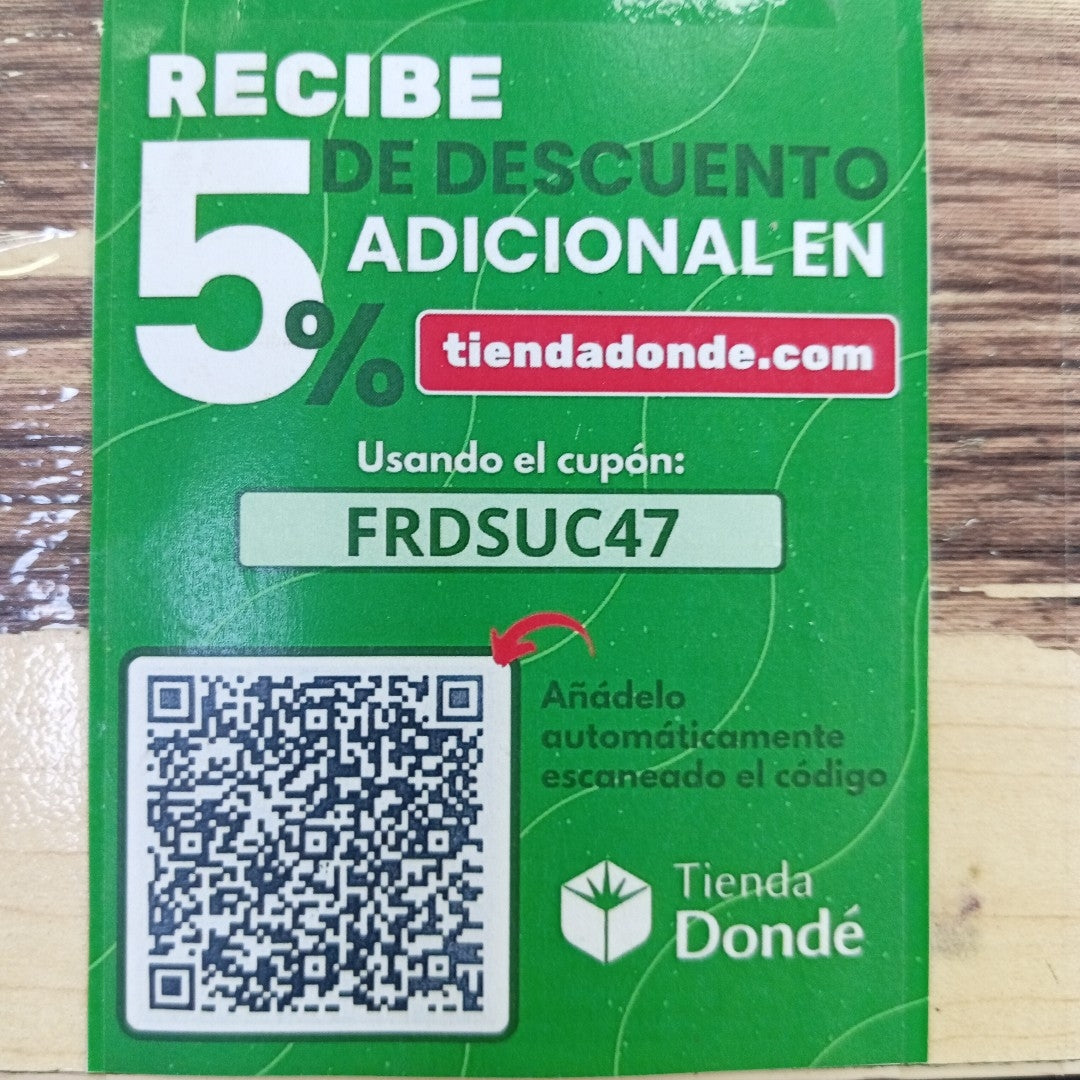 RECIBE
5% DE DESCUENTO
ADICIONAL EN
tiendadonde.com
Usando el cupón:
FRDSUC47
Añádelo
automáticamente
escaneado el código
Tienda
Dondé